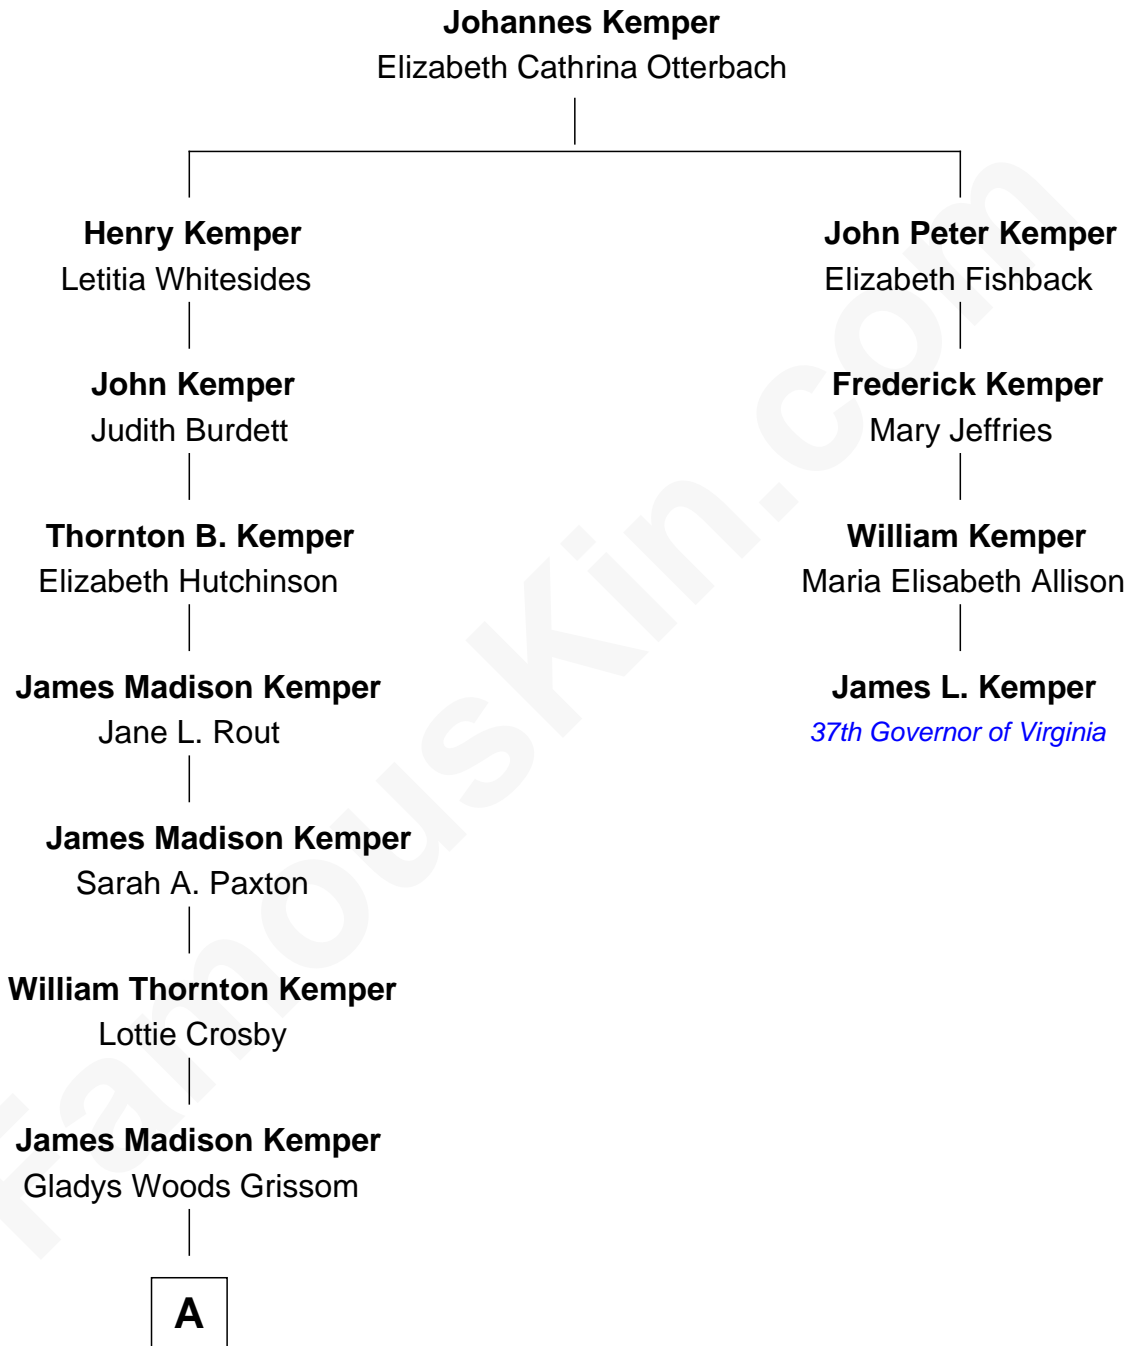 Johannes Kemper
Elizabeth Cathrina Otterbach
Henry Kemper
Letitia Whitesides
John Peter Kemper
Elizabeth Fishback
John Kemper
Judith Burdett
Frederick Kemper
Mary Jeffries
Thornton B. Kemper
Elizabeth Hutchinson
William Kemper
Maria Elisabeth Allison
James Madison Kemper
Jane L. Rout
James L. Kemper
37th Governor of Virginia
James Madison Kemper
Sarah A. Paxton
William Thornton Kemper
Lottie Crosby
James Madison Kemper
Gladys Woods Grissom
A
FamousKin.com